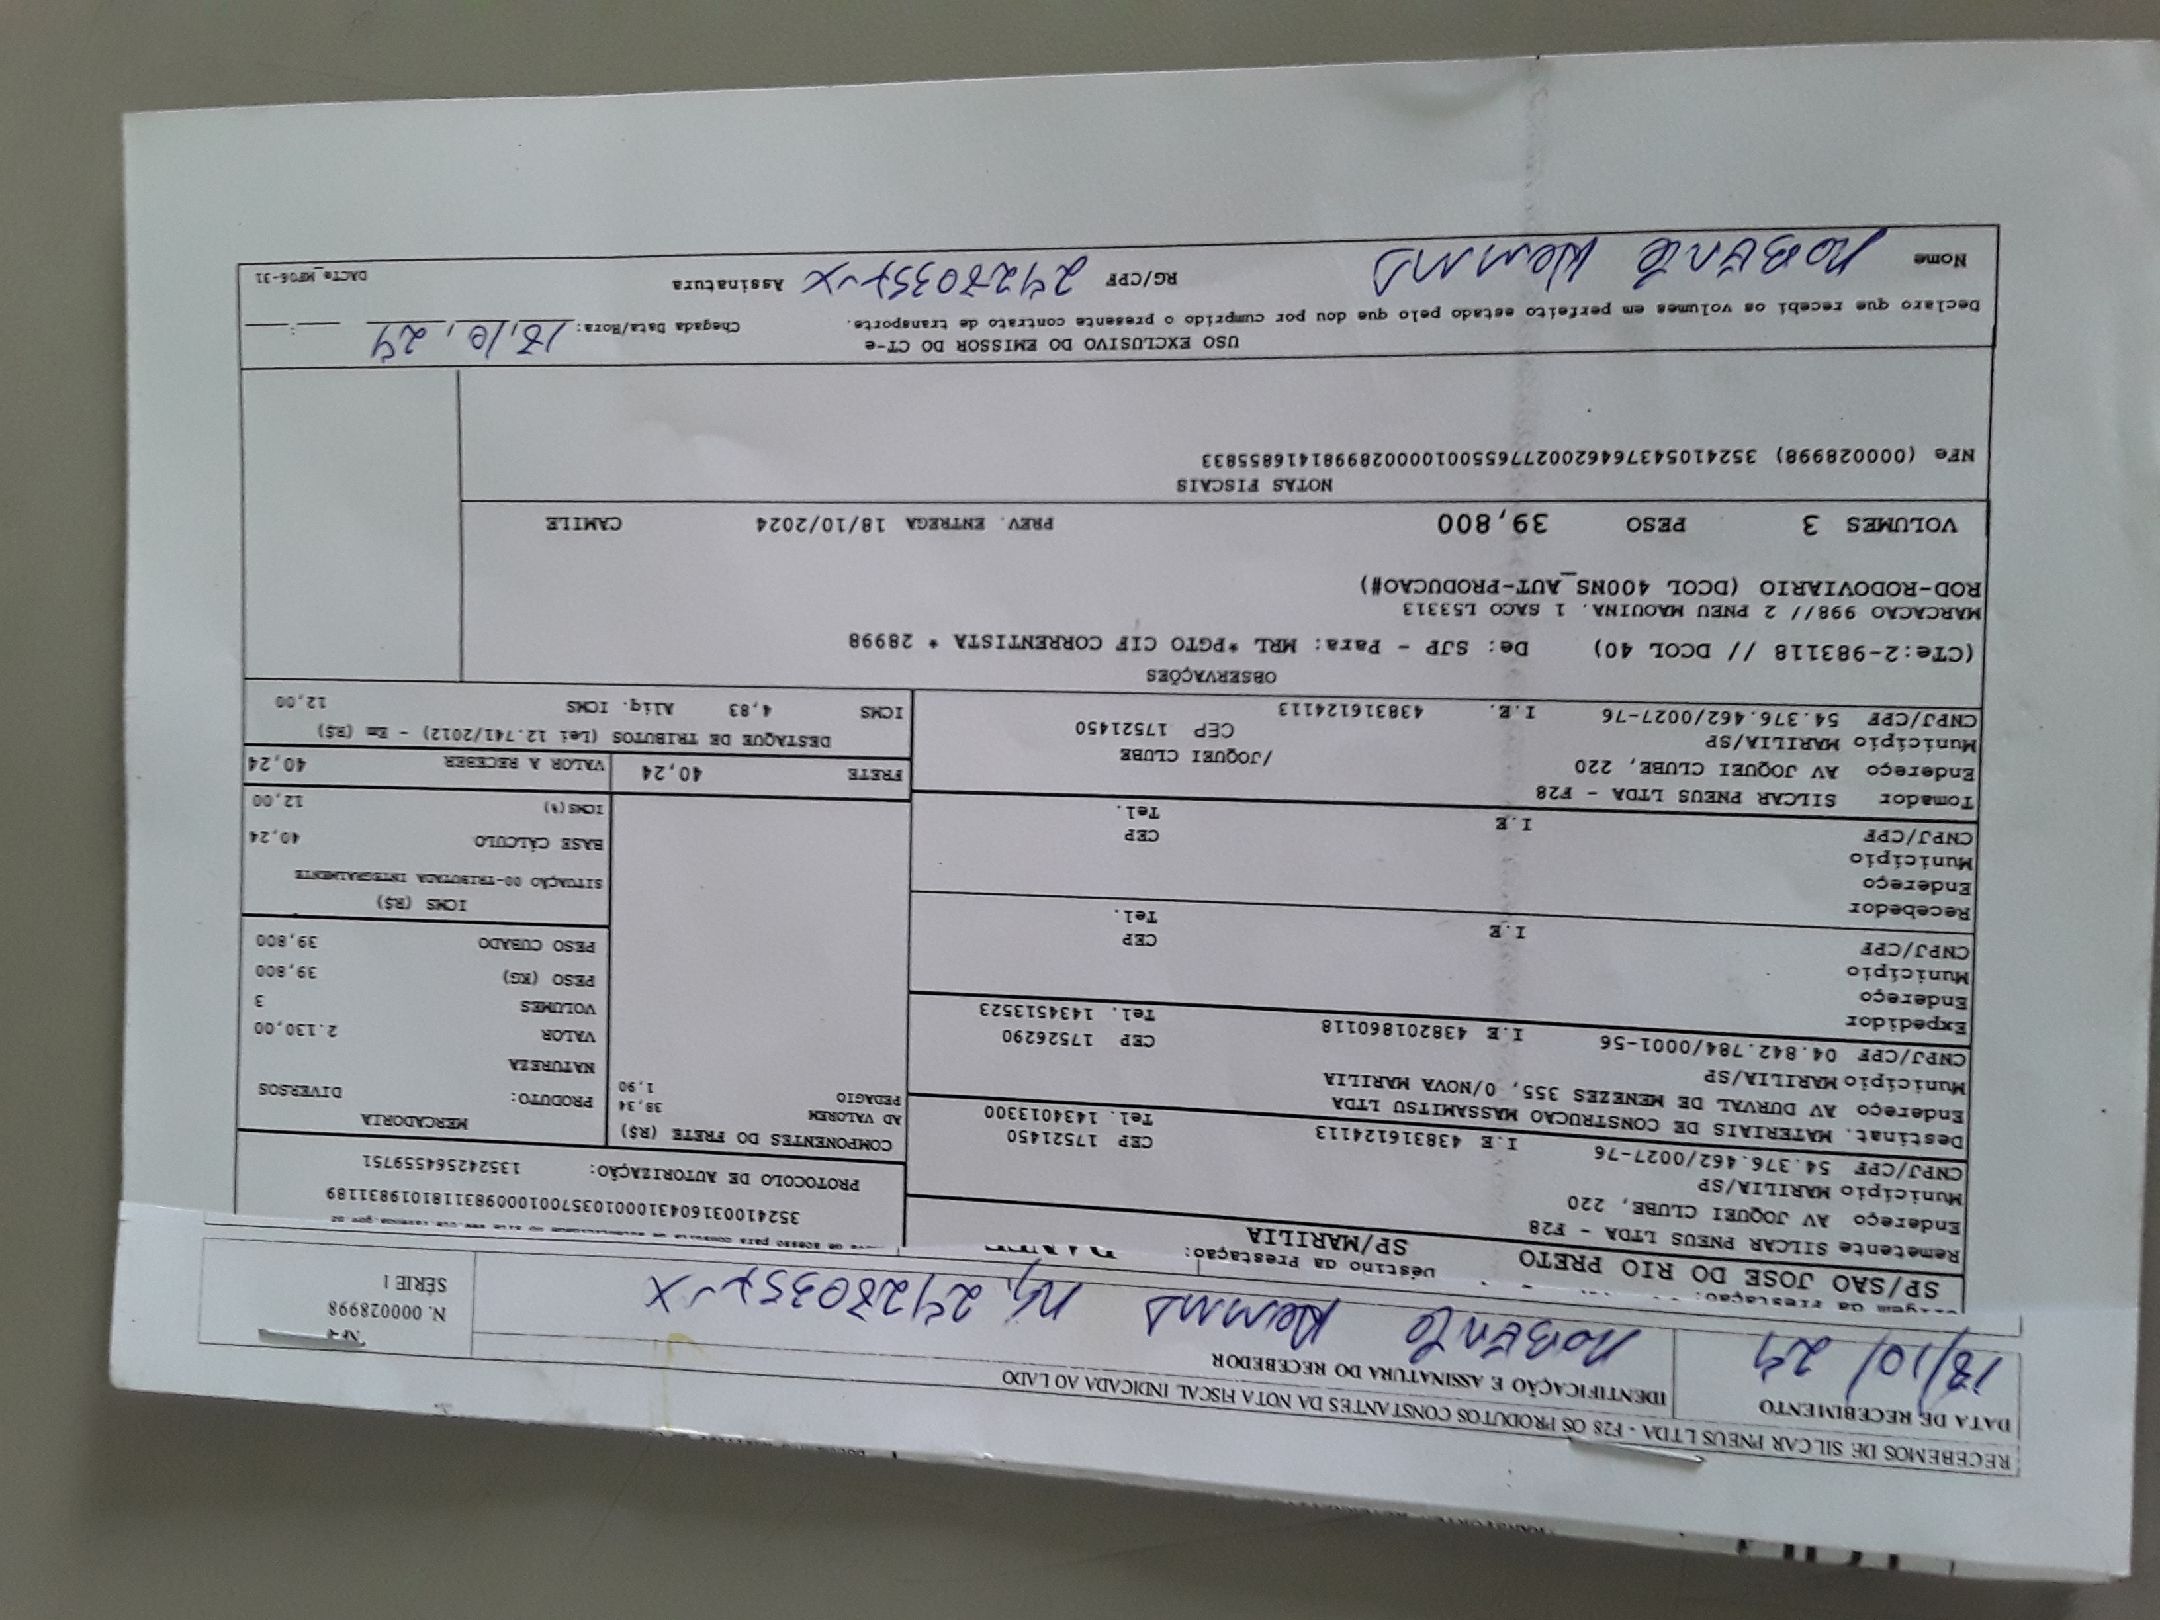 RECEBEMOS DE SILCAR PNEUS LTDA - F28 OS PRODUTOS CONSTANTES DA NOTA FISCAL INDICADA AO LADO
DATA DE RECEBIMENTO
18/10/24
IDENTIFICAÇÃO E ASSINATURA DO RECEBEDOR
N. 000028998
SÉRIE 1
SP/SAO JOSE DO RIO PRETO
Destino da Prestação:
SP/MARILIA
Remetente SILCAR PNEUS LTDA - F28
Endereço AV JOQUEI CLUBE, 220
Município MARILIA/SP
CEP 17521450
CNPJ/CPF 54.376.462/0027-76 I.E 438316124113 Tel. 1434013300
Destinat. MATERIAIS DE CONSTRUCAO MASSAMITSU LTDA
Endereço AV DURVAL DE MENEZES 355, 0/NOVA MARILIA
Município MARILIA/SP CEP 17526290
CNPJ/CPF 04.842.784/0001-56 I.E 438201860118 Tel. 1434513523
Expedidor
Endereço
Município CEP
CNPJ/CPF I.E Tel.
Recebedor
Endereço
Município CEP
CNPJ/CPF I.E Tel.
Tomador SILCAR PNEUS LTDA - F28
Endereço AV JOQUEI CLUBE, 220 /JOQUEI CLUBE
Município MARILIA/SP CEP 17521450
CNPJ/CPF 54.376.462/0027-76 I.E. 438316124113
35241003160431000103570010009831181019831189
PROTOCOLO DE AUTORIZAÇÃO: 135242564559751
COMPONENTES DO FRETE (R$)
AD VALOREM 38,34
PEDAGIO 1,90
MERCADORIA
PRODUTO: DIVERSOS
NATUREZA
VALOR 2.130,00
VOLUMES 3
PESO (KG) 39,800
PESO CUBADO 39,800
ICMS (R$)
SITUAÇÃO 00-TRIBUTADA INTEGRALMENTE
BASE CÁLCULO 40,24
ICMS(%) 12,00
FRETE 40,24 VALOR A RECEBER 40,24
DESTAQUE DE TRIBUTOS (Lei 12.741/2012) - Em (R$)
ICMS 4,83 Aliq. ICMS 12,00
OBSERVAÇÕES
(CTe:2-983118 // DCOL 40) De: SJP - Para: MRL *PGTO CIF CORRENTISTA * 28998
MARCACAO 998// 2 PNEU MAQUINA. 1 SACO L53313
ROD-RODOVIARIO (DCOL 400NS_AUT-PRODUCAO#)
VOLUMES 3 PESO 39,800 PREV. ENTREGA 18/10/2024 CAMILE
NOTAS FISCAIS
NFe (000028998) 35241054376462002776550010000289981416855833
USO EXCLUSIVO DO EMISSOR DO CT-e
Declaro que recebi os volumes em perfeito estado pelo que dou por cumprido o presente contrato de transporte.
Chegada Data/Hora: 18,10,24 :
Nome RG/CPF Assinatura
DACTe_MF06-31